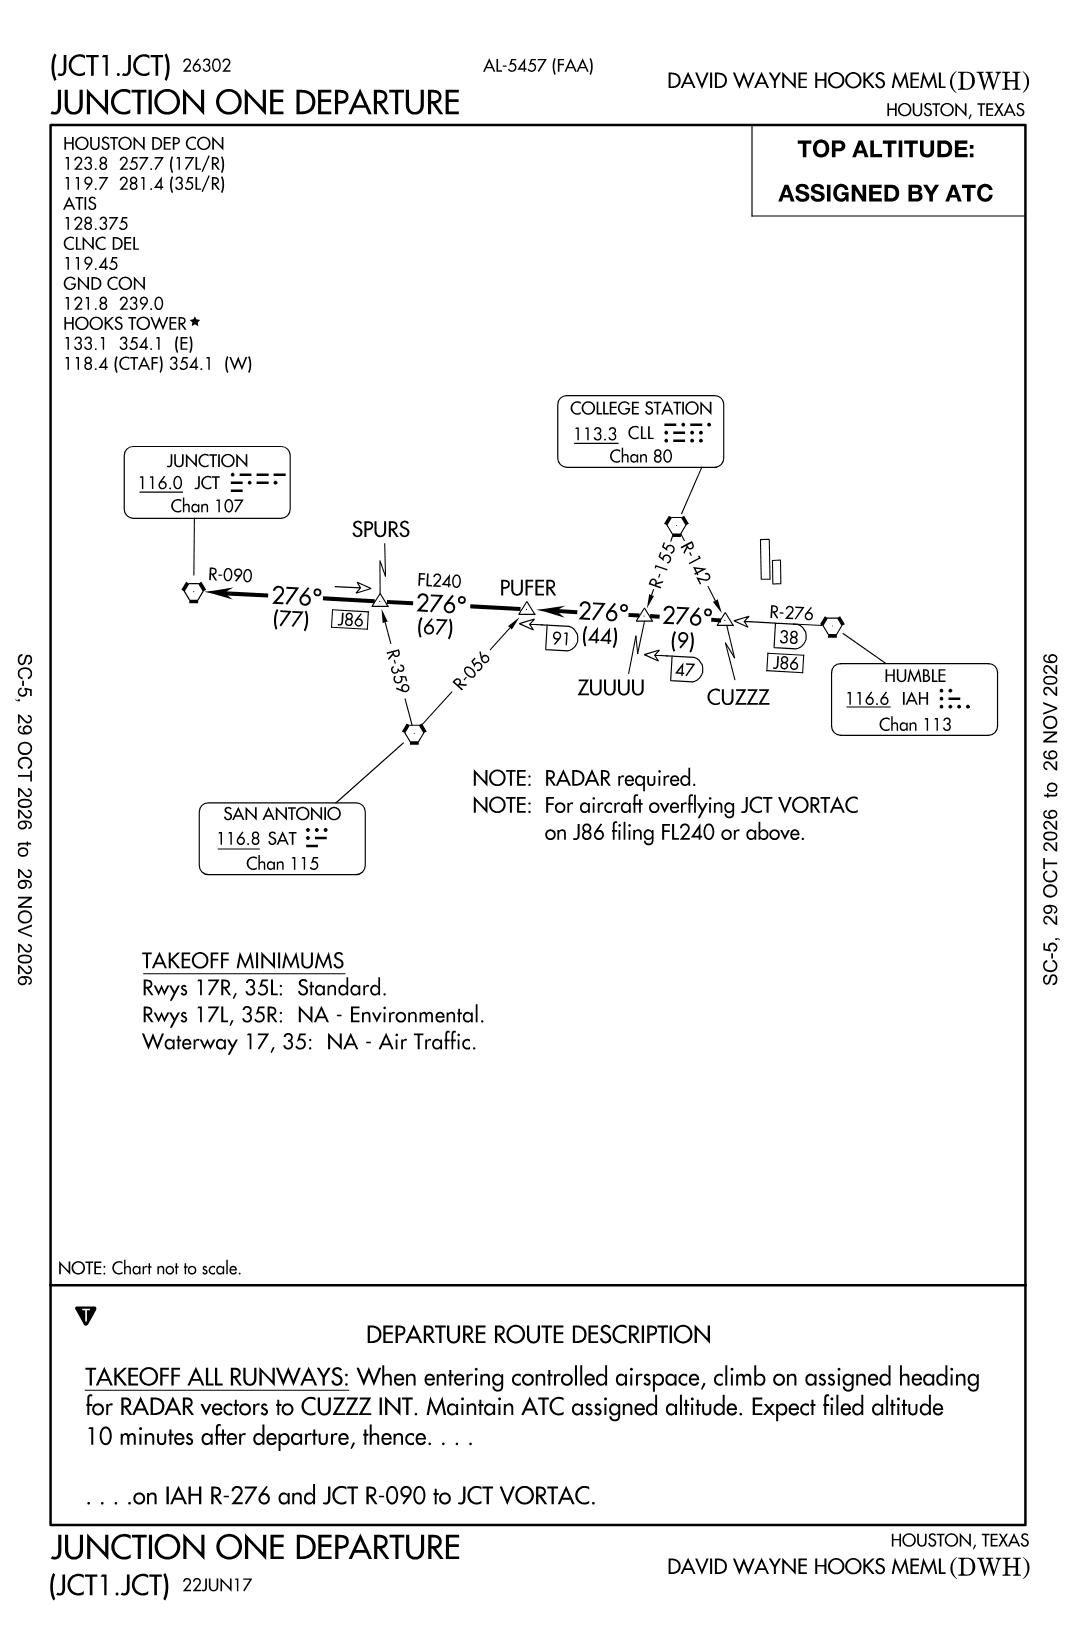 (JCT1.JCT) 26302
AL-5457 (FAA)
DAVID WAYNE HOOKS MEML (DWH)
JUNCTION ONE DEPARTURE
HOUSTON, TEXAS
HOUSTON DEP CON
123.8 257.7 (17L/R)
119.7 281.4 (35L/R)
ATIS
128.375
CLNC DEL
119.45
GND CON
121.8 239.0
HOOKS TOWER★
133.1 354.1 (E)
118.4 (CTAF) 354.1 (W)
TOP ALTITUDE:
ASSIGNED BY ATC
COLLEGE STATION
113.3 CLL
Chan 80
JUNCTION
116.0 JCT
Chan 107
SPURS
R-155
R-142
R-090
FL240
PUFER
276°
(77)
J86
276°
(67)
91
276°
(44)
276°
(9)
R-276
38
J86
47
ZUUUU
CUZZZ
R-359
R-056
HUMBLE
116.6 IAH
Chan 113
SAN ANTONIO
116.8 SAT
Chan 115
NOTE: RADAR required.
NOTE: For aircraft overflying JCT VORTAC
on J86 filing FL240 or above.
SC-5, 29 OCT 2026 to 26 NOV 2026
SC-5, 29 OCT 2026 to 26 NOV 2026
TAKEOFF MINIMUMS
Rwys 17R, 35L: Standard.
Rwys 17L, 35R: NA - Environmental.
Waterway 17, 35: NA - Air Traffic.
NOTE: Chart not to scale.
T
DEPARTURE ROUTE DESCRIPTION
TAKEOFF ALL RUNWAYS: When entering controlled airspace, climb on assigned heading
for RADAR vectors to CUZZZ INT. Maintain ATC assigned altitude. Expect filed altitude
10 minutes after departure, thence. . . .
. . . .on IAH R-276 and JCT R-090 to JCT VORTAC.
JUNCTION ONE DEPARTURE
HOUSTON, TEXAS
DAVID WAYNE HOOKS MEML (DWH)
(JCT1.JCT) 22JUN17